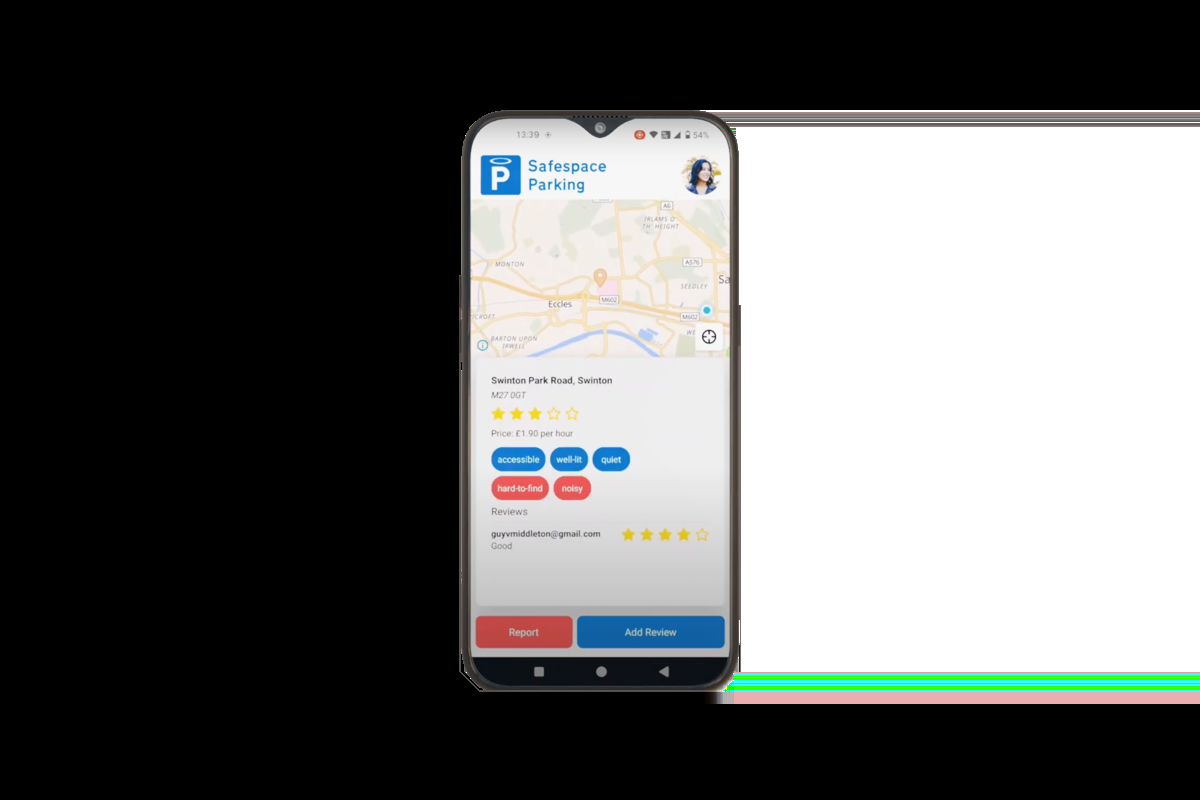 13:39
54%
Safespace
Parking
P
A6
IRLAMS O'
TH' HEIGHT
MONTON
A576
SEEDLEY
Sa
Eccles
M602
M602
CROFT
WE
BARTON UPON
IRWELL
Swinton Park Road, Swinton
M27 0GT
Price: £1.90 per hour
accessible
well-lit
quiet
hard-to-find
noisy
Reviews
guyvmiddleton@gmail.com
Good
Report
Add Review